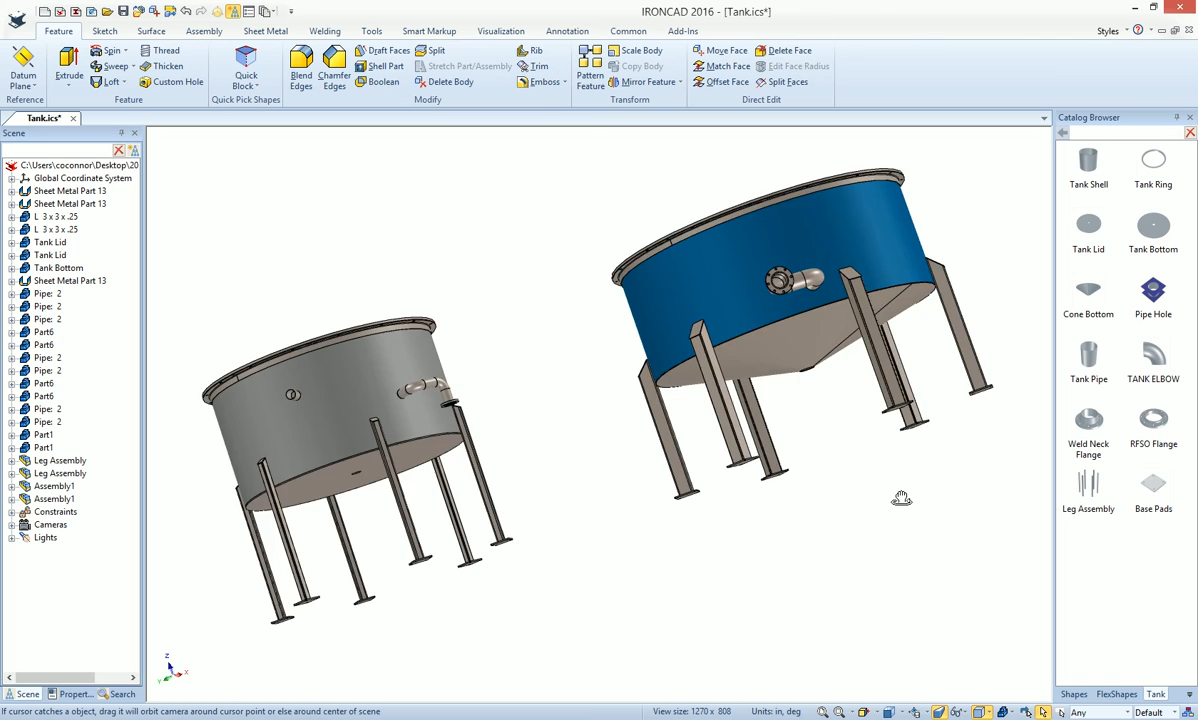 IRONCAD 2016 - [Tank.ics*]
Feature Sketch Surface Assembly Sheet Metal Part Welding Tools Smart Markup Visualization Annotation Common Add-Ins Styles
Datum Plane
Reference
Extrude
Spin
Sweep
Loft
Thread
Thicken
Custom Hole
Feature
Quick Block
Quick Pick Shapes
Blend Edges
Chamfer Edges
Draft Faces
Shell Part
Boolean
Split
Stretch Part/Assembly
Delete Body
Rib
Trim
Emboss
Modify
Pattern Feature
Scale Body
Copy Body
Mirror Feature
Transform
Move Face
Match Face
Offset Face
Delete Face
Edit Face Radius
Split Faces
Direct Edit
Tank.ics*
Scene
C:\Users\coconnor\Desktop\20
Global Coordinate System
Sheet Metal Part 13
Sheet Metal Part 13
L 3 x 3 x .25
L 3 x 3 x .25
Tank Lid
Tank Lid
Tank Bottom
Sheet Metal Part 13
Pipe: 2
Pipe: 2
Pipe: 2
Part6
Part6
Pipe: 2
Pipe: 2
Part6
Part6
Pipe: 2
Pipe: 2
Part1
Part1
Leg Assembly
Leg Assembly
Assembly1
Assembly1
Constraints
Cameras
Lights
Scene Propert... Search
Z
X
Y
Catalog Browser
Tank Shell
Tank Ring
Tank Lid
Tank Bottom
Cone Bottom
Pipe Hole
Tank Pipe
TANK ELBOW
Weld Neck Flange
RFSO Flange
Leg Assembly
Base Pads
Shapes FlexShapes Tank
If cursor catches a object, drag it will orbit camera around cursor point or else around center of scene
View size: 1270 x 808
Units: in, deg
Any
Default